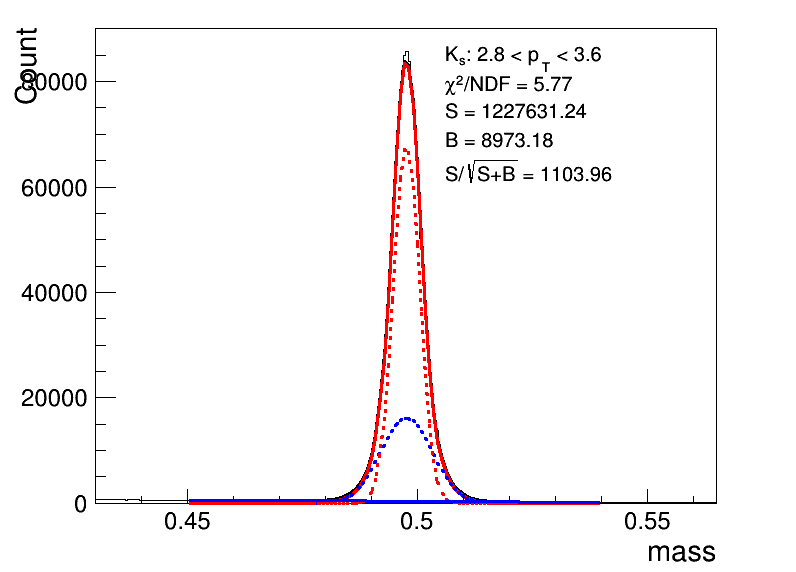 Count
K_s: 2.8 < p_T < 3.6
χ²/NDF = 5.77
S = 1227631.24
B = 8973.18
S/√S+B = 1103.96
80000
60000
40000
20000
0
0.45 0.5 0.55
mass